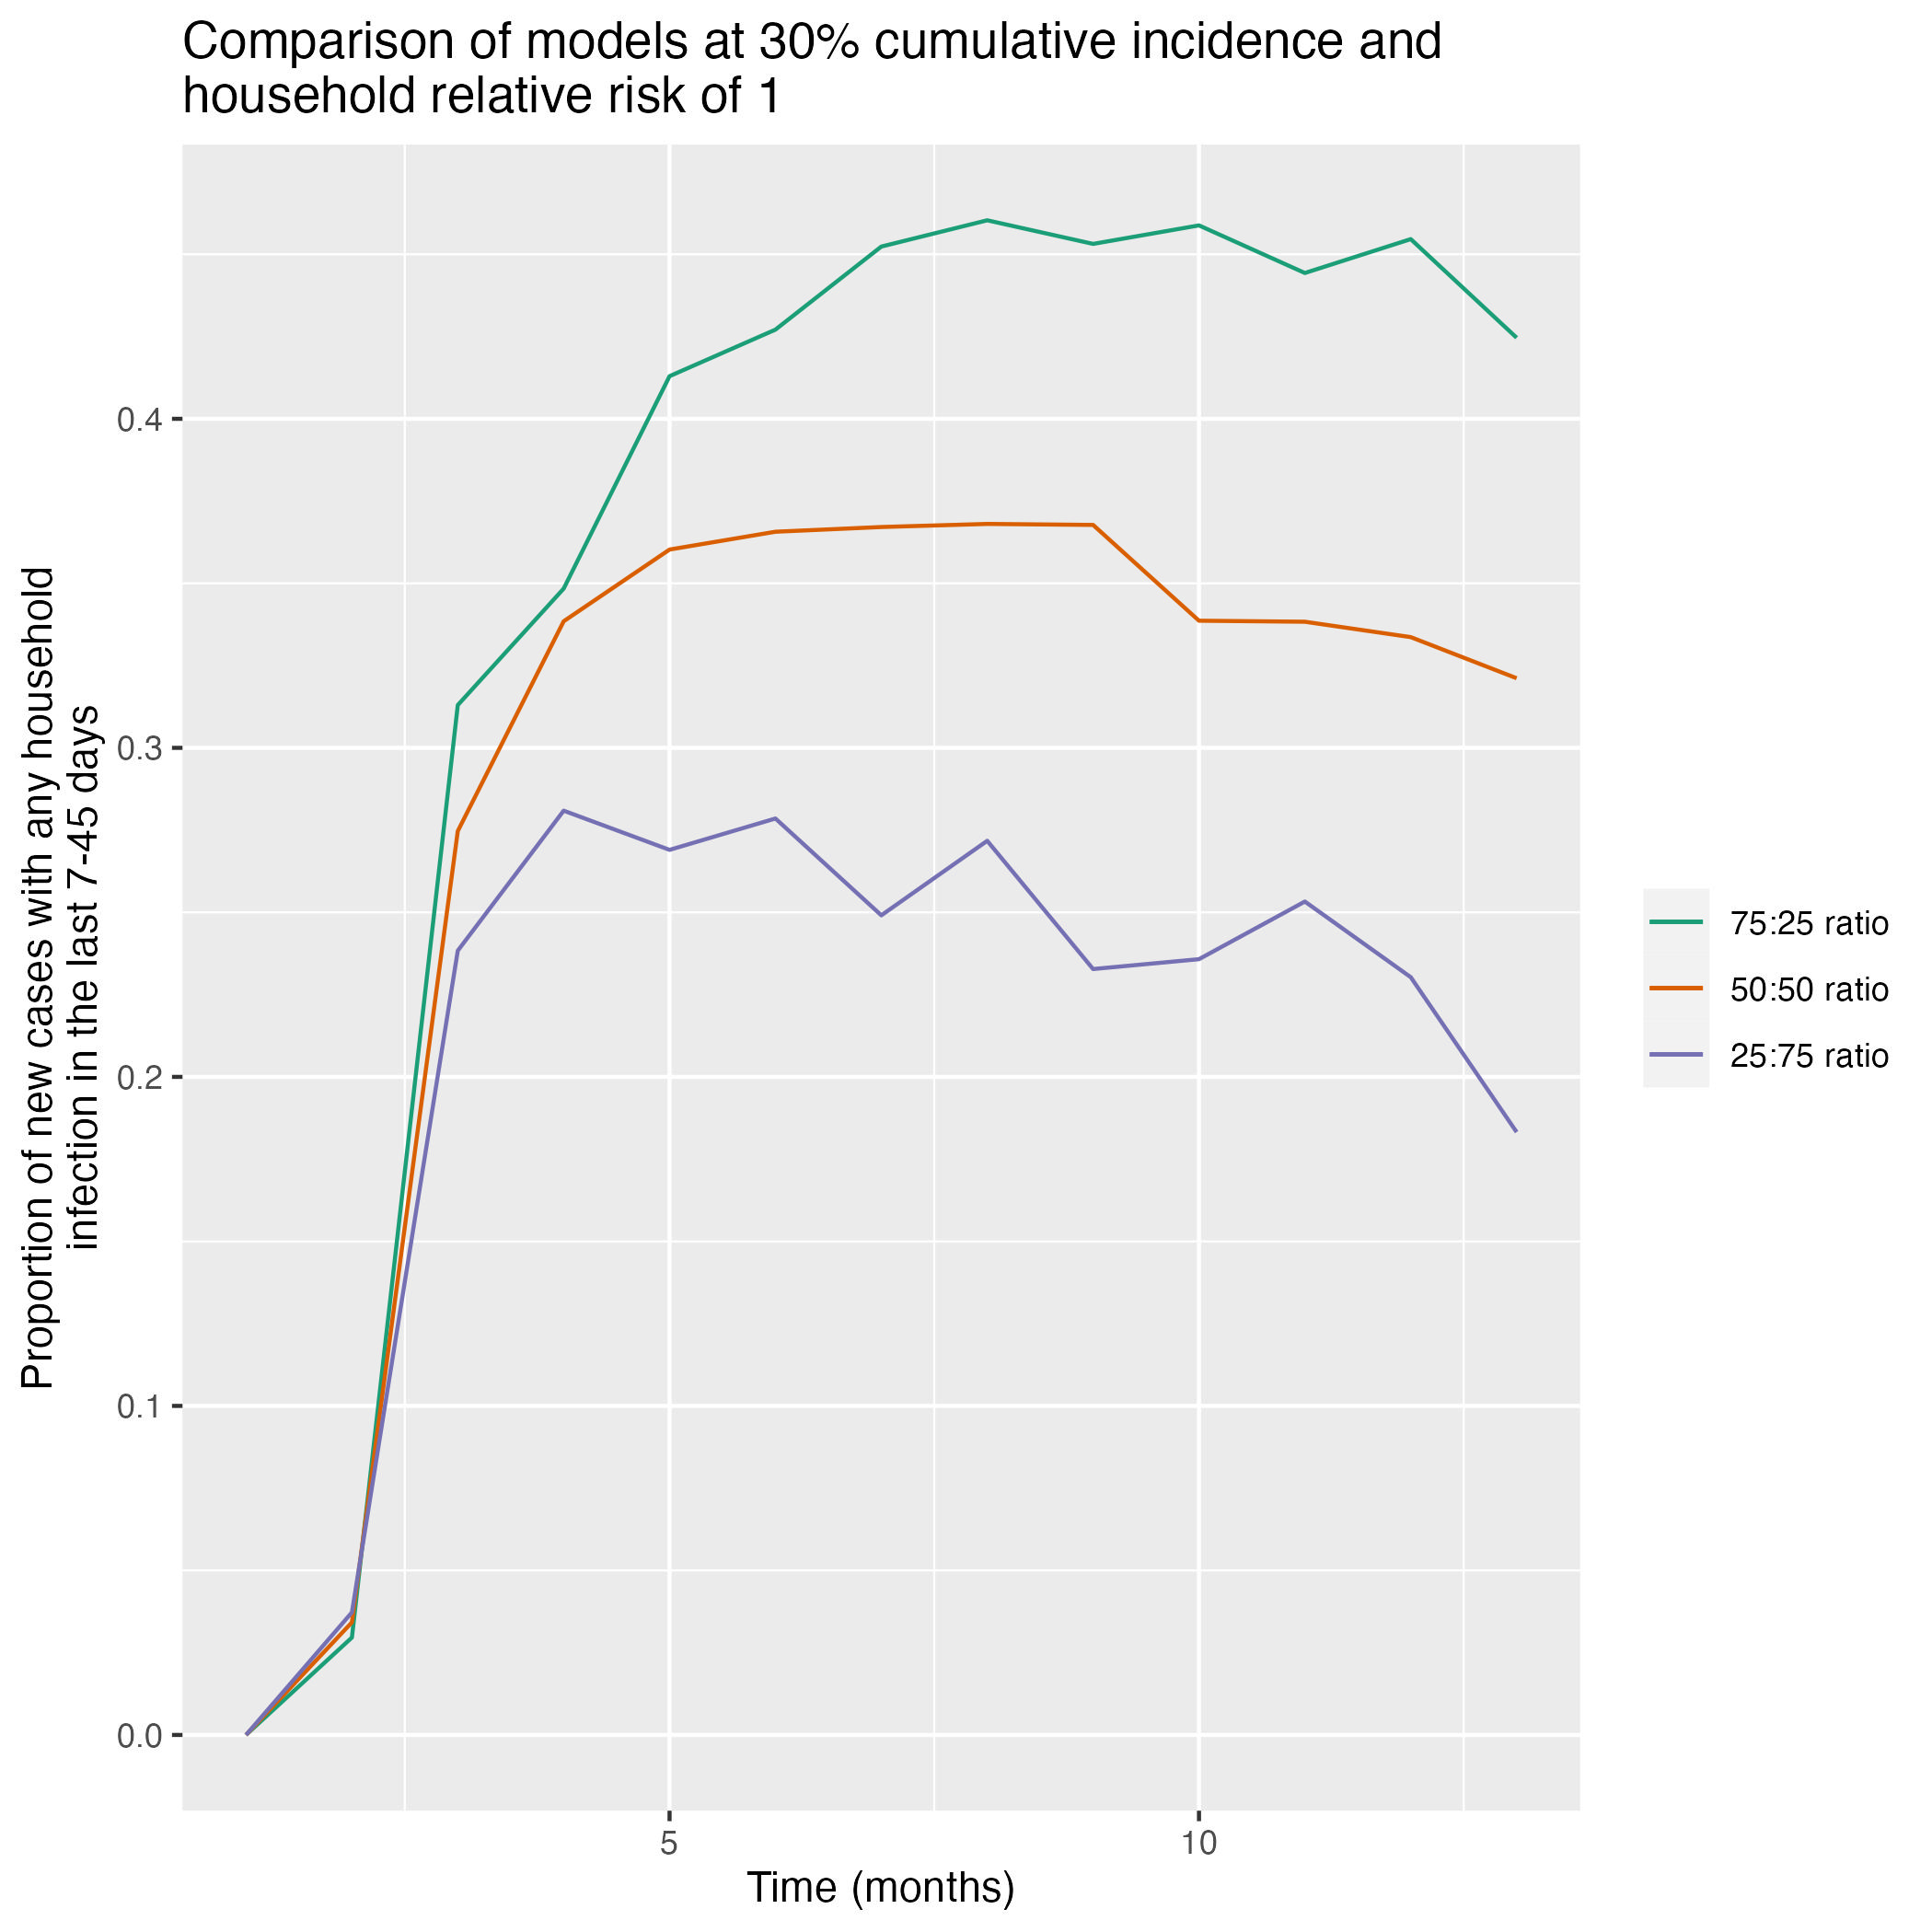 Comparison of models at 30% cumulative incidence and
household relative risk of 1
Proportion of new cases with any household
infection in the last 7-45 days
0.4
0.3
0.2
0.1
0.0
5
10
Time (months)
75:25 ratio
50:50 ratio
25:75 ratio